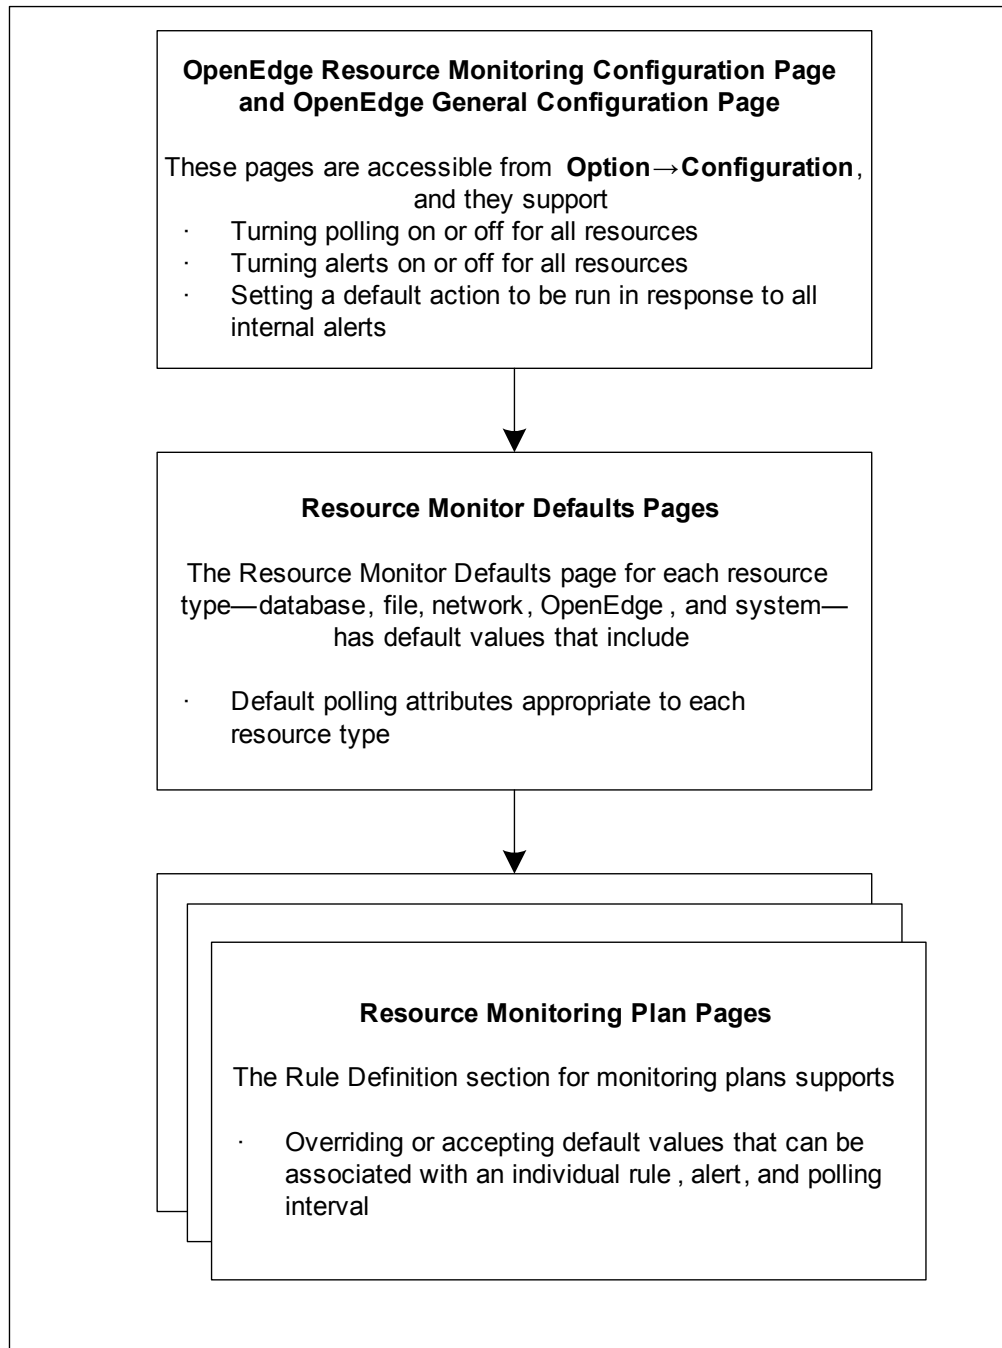 OpenEdge Resource Monitoring Configuration Page
and OpenEdge General Configuration Page
These pages are accessible from Option→Configuration,
and they support
· Turning polling on or off for all resources
· Turning alerts on or off for all resources
· Setting a default action to be run in response to all
internal alerts
Resource Monitor Defaults Pages
The Resource Monitor Defaults page for each resource
type—database, file, network, OpenEdge, and system—
has default values that include
· Default polling attributes appropriate to each
resource type
Resource Monitoring Plan Pages
The Rule Definition section for monitoring plans supports
· Overriding or accepting default values that can be
associated with an individual rule, alert, and polling
interval